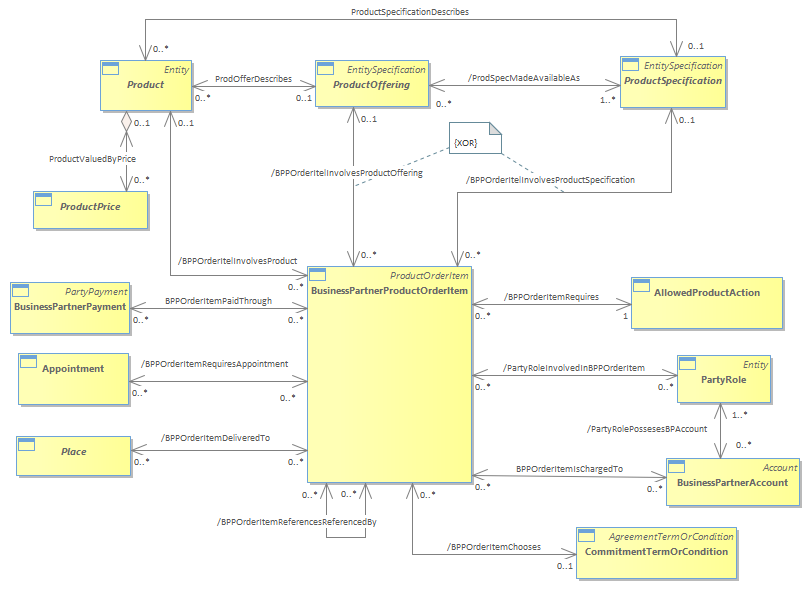 ProductSpecificationDescribes
0..*
0..1
Entity
Product
ProdOfferDescribes
0..*
0..1
EntitySpecification
ProductOffering
/ProdSpecMadeAvailableAs
0..*
1..*
EntitySpecification
ProductSpecification
0..1
0..1
0..1
0..1
{XOR}
ProductValuedByPrice
0..*
ProductPrice
/BPPOrderItelInvolvesProductOffering
/BPPOrderItelInvolvesProductSpecification
/BPPOrderItelInvolvesProduct
0..*
0..*
0..*
ProductOrderItem
BusinessPartnerProductOrderItem
PartyPayment
BusinessPartnerPayment
BPPOrderItemPaidThrough
0..*
0..*
/BPPOrderItemRequires
0..*
1
AllowedProductAction
Appointment
/BPPOrderItemRequiresAppointment
0..*
0..*
/PartyRoleInvolvedInBPPOrderItem
0..*
0..*
Entity
PartyRole
1..*
/PartyRolePossesesBPAccount
0..*
Place
/BPPOrderItemDeliveredTo
0..*
0..*
BPPOrderItemIsChargedTo
0..*
0..*
Account
BusinessPartnerAccount
0..*
0..*
0..*
/BPPOrderItemReferencesReferencedBy
/BPPOrderItemChooses
0..1
AgreementTermOrCondition
CommitmentTermOrCondition